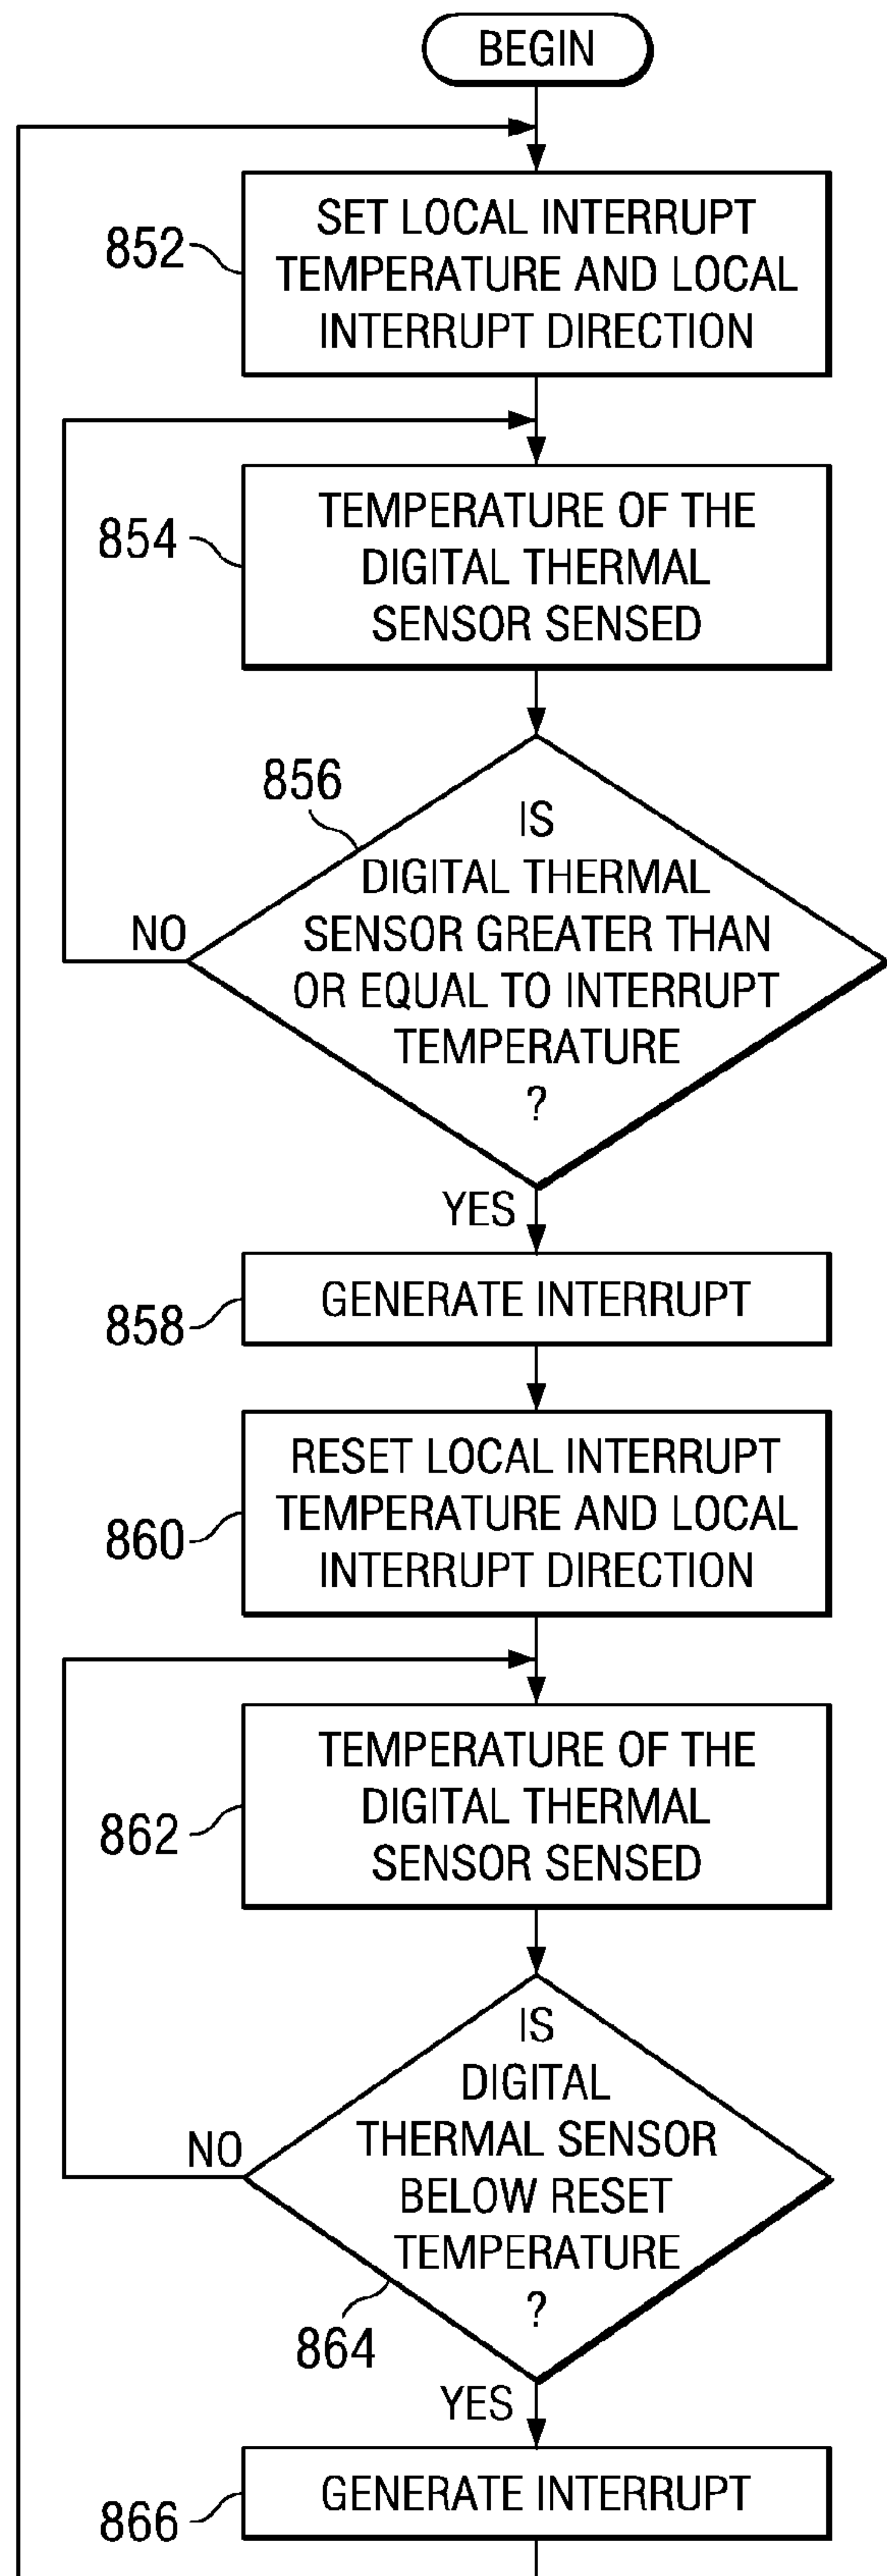 BEGIN
852
SET LOCAL INTERRUPT
TEMPERATURE AND LOCAL
INTERRUPT DIRECTION
854
TEMPERATURE OF THE
DIGITAL THERMAL
SENSOR SENSED
856
IS
DIGITAL THERMAL
SENSOR GREATER THAN
OR EQUAL TO INTERRUPT
TEMPERATURE
?
NO
YES
858
GENERATE INTERRUPT
860
RESET LOCAL INTERRUPT
TEMPERATURE AND LOCAL
INTERRUPT DIRECTION
862
TEMPERATURE OF THE
DIGITAL THERMAL
SENSOR SENSED
IS
DIGITAL
THERMAL SENSOR
BELOW RESET
TEMPERATURE
?
NO
864
YES
866
GENERATE INTERRUPT